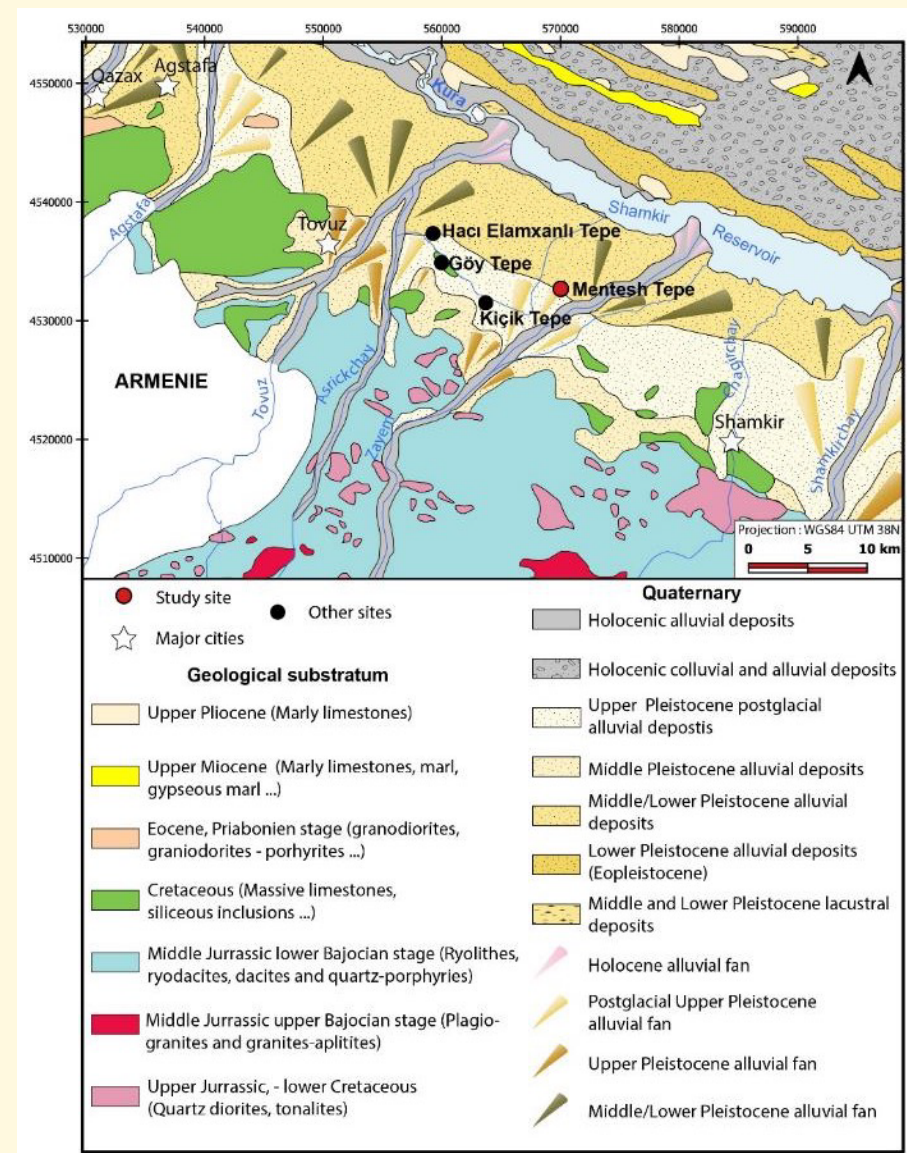 530000
540000
550000
560000
570000
580000
590000
4550000
4540000
4530000
4520000
4510000
Qazax
Agstafa
Kura
Agstafa
Tovuz
Shamkir
Reservoir
Hacı Elamxanlı Tepe
Göy Tepe
Mentesh Tepe
Kiçik Tepe
ARMENIE
Tovuz
Asrickchay
Zayem
Shamkir
Shamkirchay
Projection : WGS84 UTM 38N
0 5 10 km
Study site
Other sites
Major cities
Geological substratum
Upper Pliocene (Marly limestones)
Upper Miocene (Marly limestones, marl,
gypseous marl ...)
Eocene, Priabonien stage (granodiorites,
graniodorites - porphyrites ...)
Cretaceous (Massive limestones,
siliceous inclusions ...)
Middle Jurrassic lower Bajocian stage (Ryolithes,
ryodacites, dacites and quartz-porphyries)
Middle Jurrassic upper Bajocian stage (Plagio-
granites and granites-aplitites)
Upper Jurrassic, - lower Cretaceous
(Quartz diorites, tonalites)
Quaternary
Holocenic alluvial deposits
Holocenic colluvial and alluvial deposits
Upper Pleistocene postglacial
alluvial depostis
Middle Pleistocene alluvial deposits
Middle/Lower Pleistocene alluvial
deposits
Lower Pleistocene alluvial deposits
(Eopleistocene)
Middle and Lower Pleistocene lacustral
deposits
Holocene alluvial fan
Postglacial Upper Pleistocene
alluvial fan
Upper Pleistocene alluvial fan
Middle/Lower Pleistocene alluvial fan